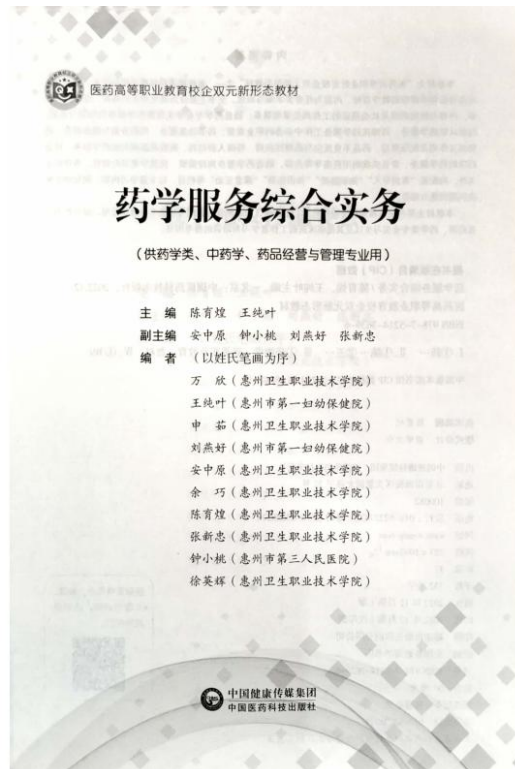 医药高等职业教育校企双元新形态教材
药学服务综合实务
(供药学类、中药学、药品经营与管理专业用)
主 编 陈育煌 王纯叶
副主编 安中原 钟小桃 刘燕好 张新忠
编 者 (以姓氏笔画为序)
万 欣(惠州卫生职业技术学院)
王纯叶(惠州市第一妇幼保健院)
申 茹(惠州卫生职业技术学院)
刘燕好(惠州市第一妇幼保健院)
安中原(惠州卫生职业技术学院)
余 巧(惠州卫生职业技术学院)
陈育煌(惠州卫生职业技术学院)
张新忠(惠州卫生职业技术学院)
钟小桃(惠州市第三人民医院)
徐英辉(惠州卫生职业技术学院)
中国健康传媒集团
中国医药科技出版社